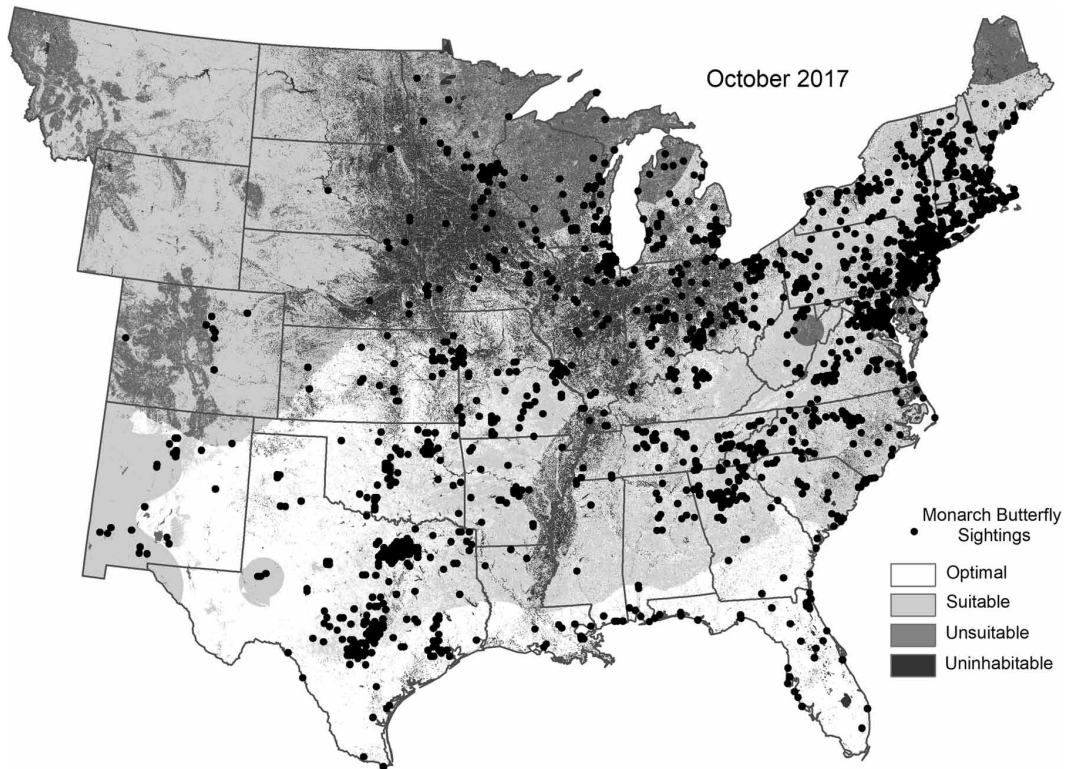 October 2017
Monarch Butterfly
Sightings
Optimal
Suitable
Unsuitable
Uninhabitable